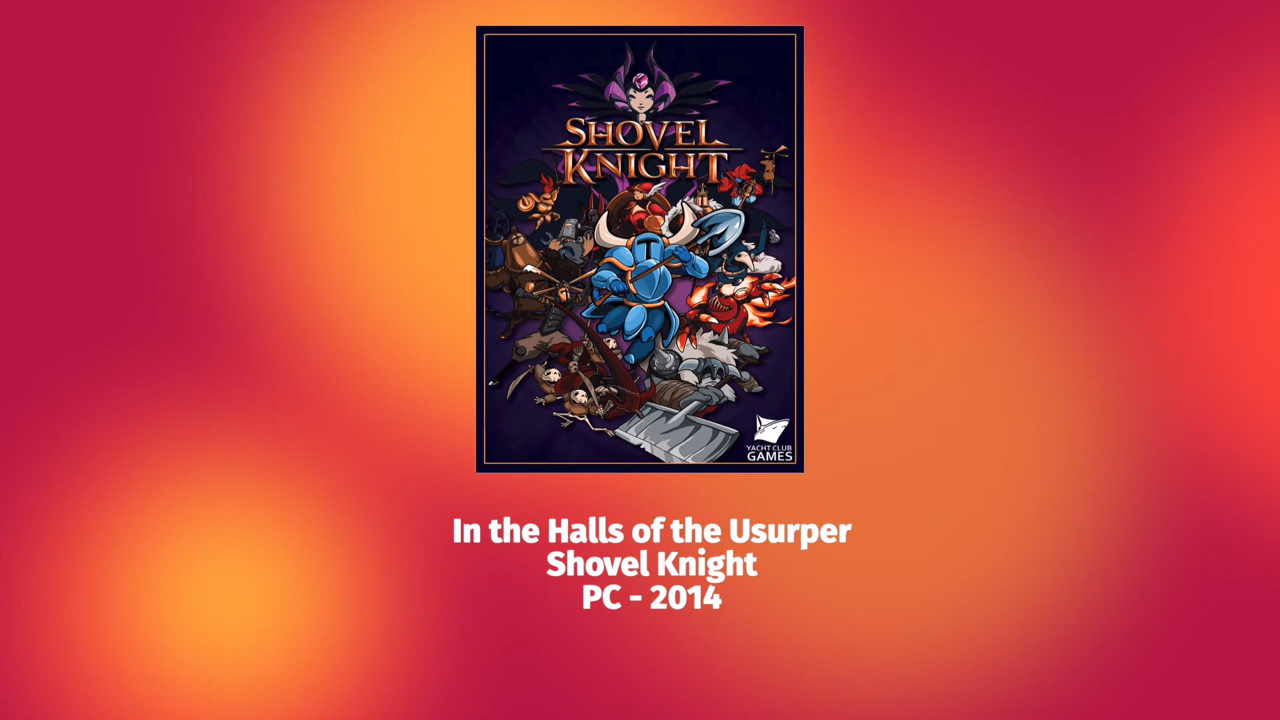 SHOVEL
KNIGHT
YACHT CLUB
GAMES
In the Halls of the Usurper
Shovel Knight
PC - 2014